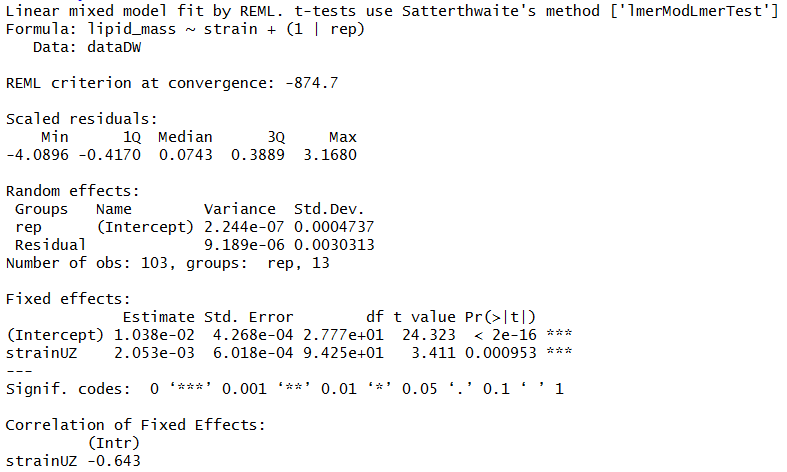 Linear mixed model fit by REML. t-tests use Satterthwaite's method ['lmerModLmerTest']
Formula: lipid_mass ~ strain + (1 | rep)
   Data: dataDW

REML criterion at convergence: -874.7

Scaled residuals:
    Min      1Q  Median      3Q     Max
-4.0896 -0.4170  0.0743  0.3889  3.1680

Random effects:
 Groups   Name        Variance  Std.Dev.
 rep      (Intercept) 2.244e-07 0.0004737
 Residual             9.189e-06 0.0030313
Number of obs: 103, groups:  rep, 13

Fixed effects:
             Estimate Std. Error        df t value Pr(>|t|)
(Intercept) 1.038e-02  4.268e-04 2.777e+01  24.323  < 2e-16 ***
strainUZ    2.053e-03  6.018e-04 9.425e+01   3.411 0.000953 ***
---
Signif. codes:  0 ‘***’ 0.001 ‘**’ 0.01 ‘*’ 0.05 ‘.’ 0.1 ‘ ’ 1

Correlation of Fixed Effects:
         (Intr)
strainUZ -0.643